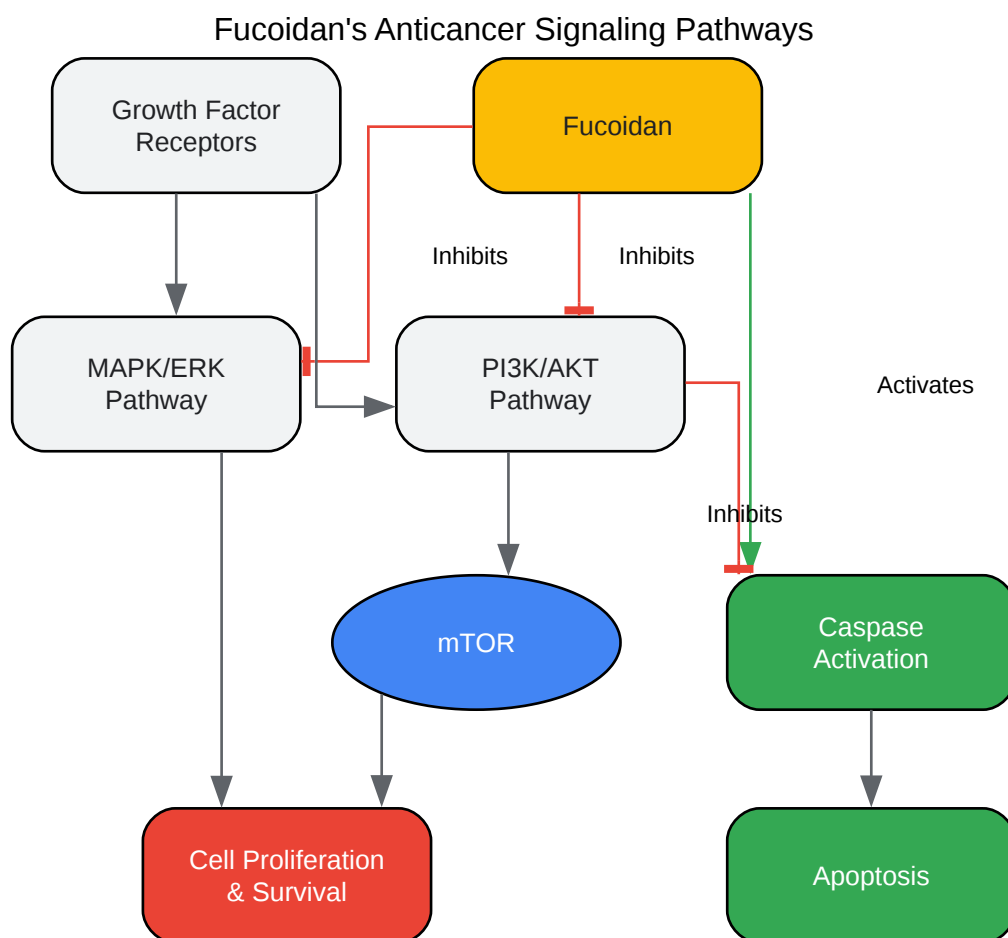 Fucoidan's Anticancer Signaling Pathways
Growth Factor
Receptors
Fucoidan
Inhibits
Inhibits
MAPK/ERK
Pathway
PI3K/AKT
Pathway
Activates
Inhibits
mTOR
Caspase
Activation
Cell Proliferation
& Survival
Apoptosis